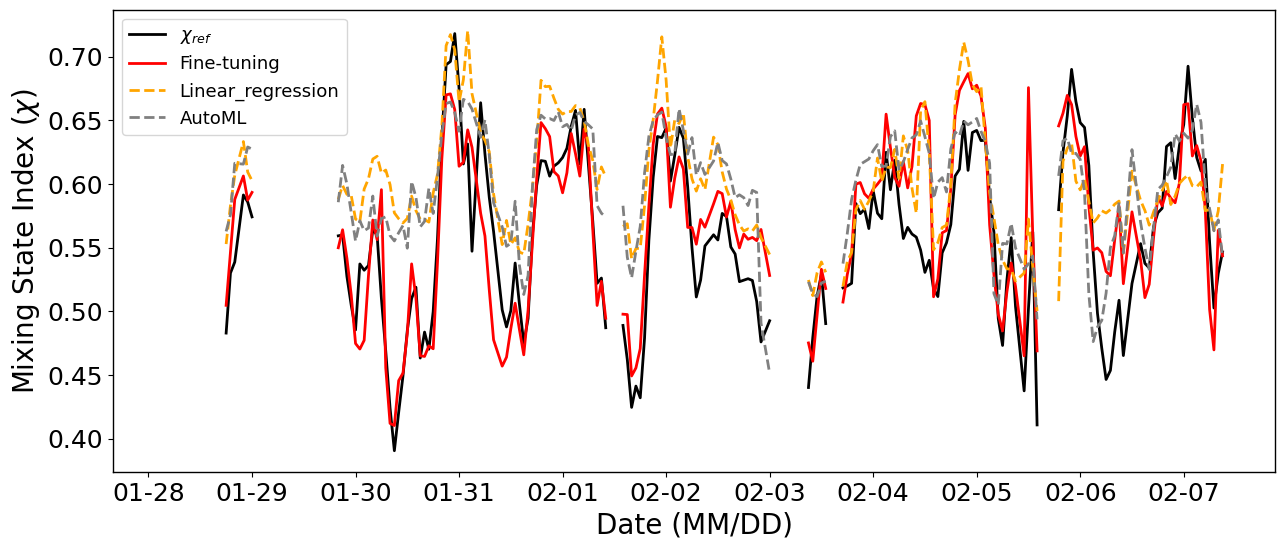 χref
Fine-tuning
Linear_regression
AutoML
Mixing State Index (χ)
0.70
0.65
0.60
0.55
0.50
0.45
0.40
01-28 01-29 01-30 01-31 02-01 02-02 02-03 02-04 02-05 02-06 02-07
Date (MM/DD)